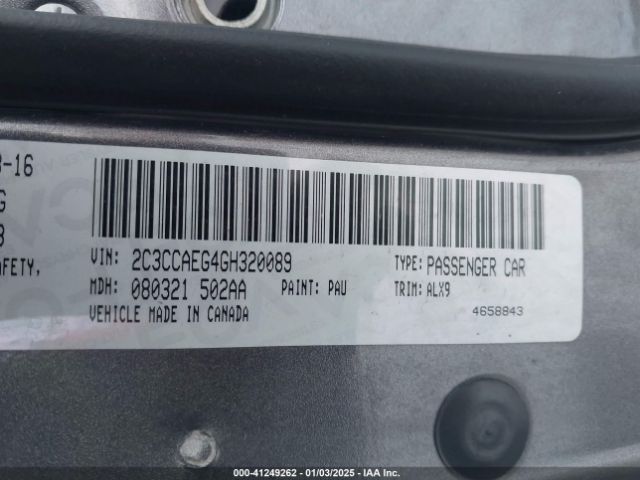 3-16
G
3
AFETY,
VIN: 2C3CCAEG4GH320089 TYPE: PASSENGER CAR
MDH: 080321 502AA PAINT: PAU TRIM: ALX9
VEHICLE MADE IN CANADA 4658843
000-41249262 - 01/03/2025 - IAA Inc.